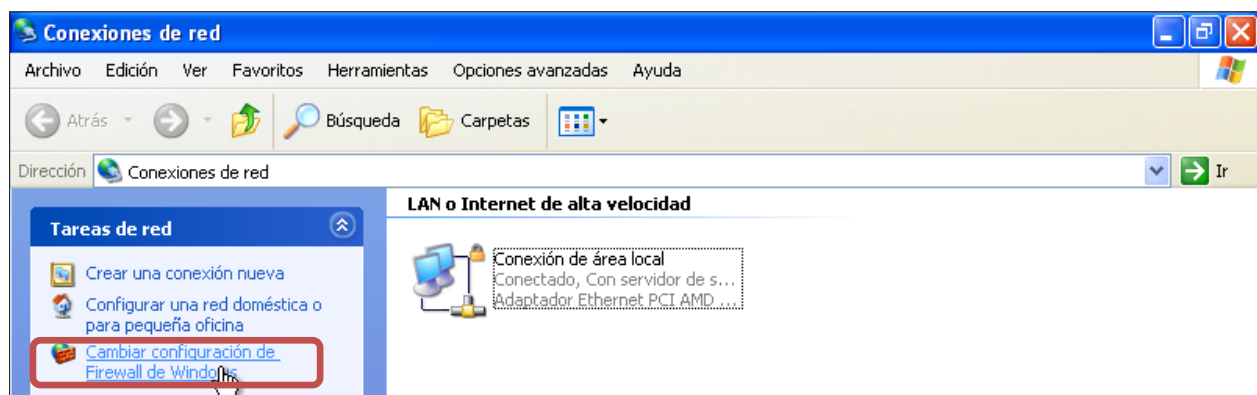 Conexiones de red
Archivo Edición Ver Favoritos Herramientas Opciones avanzadas Ayuda
Atrás Búsqueda Carpetas
Dirección Conexiones de red Ir
Tareas de red
Crear una conexión nueva
Configurar una red doméstica o
para pequeña oficina
Cambiar configuración de
Firewall de Windows
LAN o Internet de alta velocidad
Conexión de área local
Conectado, Con servidor de s...
Adaptador Ethernet PCI AMD ...